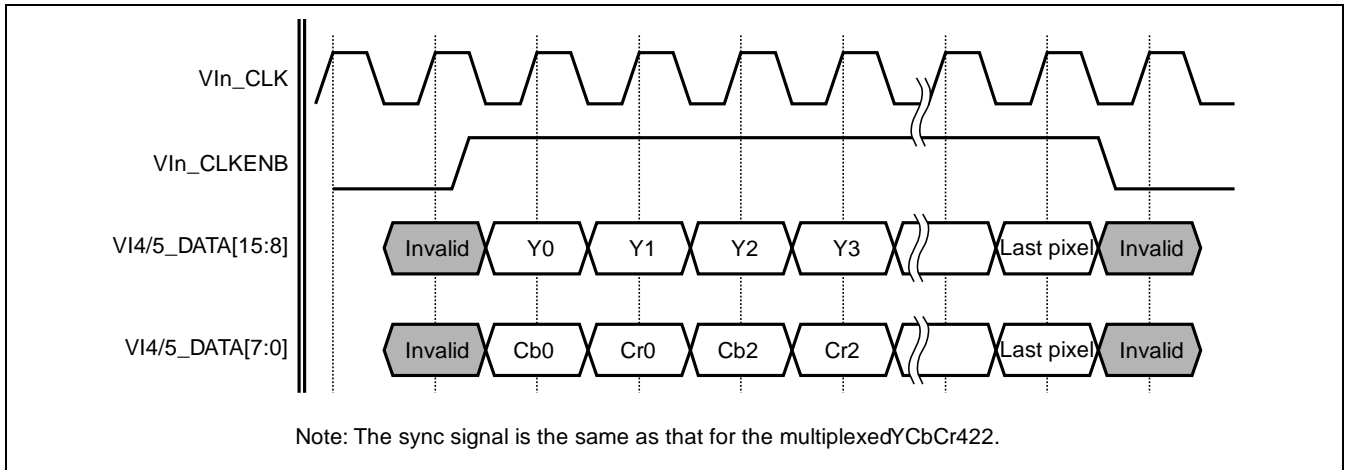 VIn_CLK
VIn_CLKENB
VI4/5_DATA[15:8] Invalid Y0 Y1 Y2 Y3 Last pixel Invalid
VI4/5_DATA[7:0] Invalid Cb0 Cr0 Cb2 Cr2 Last pixel Invalid
Note: The sync signal is the same as that for the multiplexedYCbCr422.